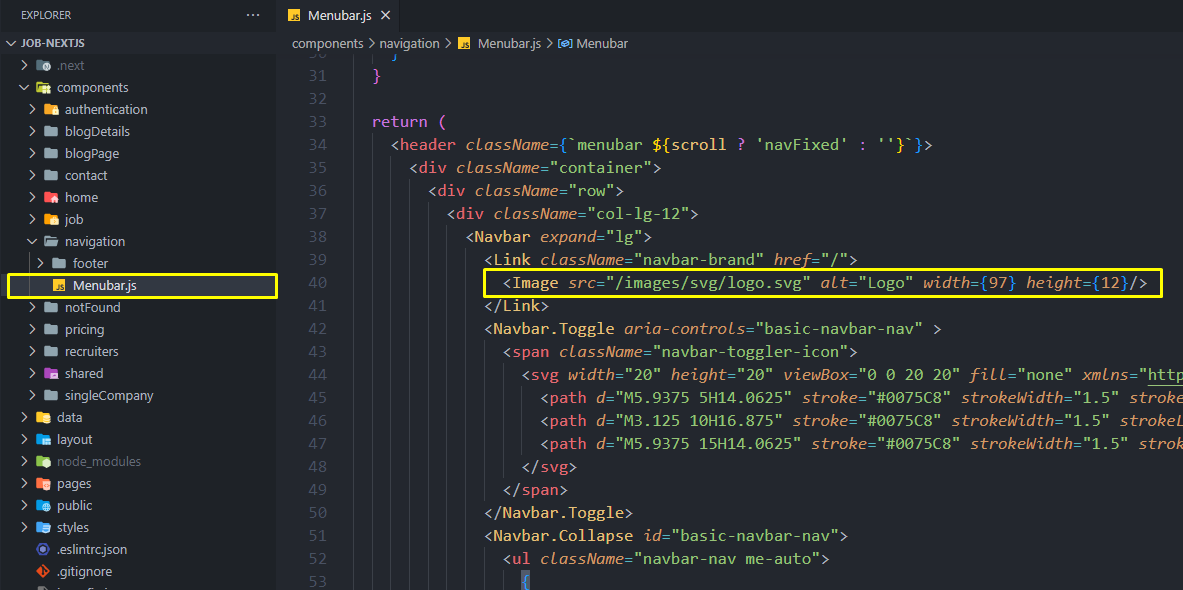 EXPLORER ...
JOB-NEXTJS
.next
components
authentication
blogDetails
blogPage
contact
home
job
navigation
footer
Menubar.js
notFound
pricing
recruiters
shared
singleCompany
data
layout
node_modules
pages
public
styles
.eslintrc.json
.gitignore
Menubar.js
components > navigation > JS Menubar.js > Menubar
30 }
31 }
32
33 return (
34 <header className={`menubar ${scroll ? 'navFixed' : ''}`}>
35 <div className="container">
36 <div className="row">
37 <div className="col-lg-12">
38 <Navbar expand="lg">
39 <Link className="navbar-brand" href="/">
40 <Image src="/images/svg/logo.svg" alt="Logo" width={97} height={12}/>
41 </Link>
42 <Navbar.Toggle aria-controls="basic-navbar-nav" >
43 <span className="navbar-toggler-icon">
44 <svg width="20" height="20" viewBox="0 0 20 20" fill="none" xmlns="http
45 <path d="M5.9375 5H14.0625" stroke="#0075C8" strokeWidth="1.5" stroke
46 <path d="M3.125 10H16.875" stroke="#0075C8" strokeWidth="1.5" strokeL
47 <path d="M5.9375 15H14.0625" stroke="#0075C8" strokeWidth="1.5" strok
48 </svg>
49 </span>
50 </Navbar.Toggle>
51 <Navbar.Collapse id="basic-navbar-nav">
52 <ul className="navbar-nav me-auto">
53 {